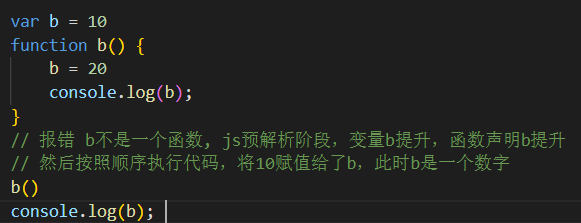 var b = 10
function b() {
    b = 20
    console.log(b);
}
// 报错 b不是一个函数, js预解析阶段，变量b提升，函数声明b提升
// 然后按照顺序执行代码，将10赋值给了b，此时b是一个数字
b()
console.log(b);